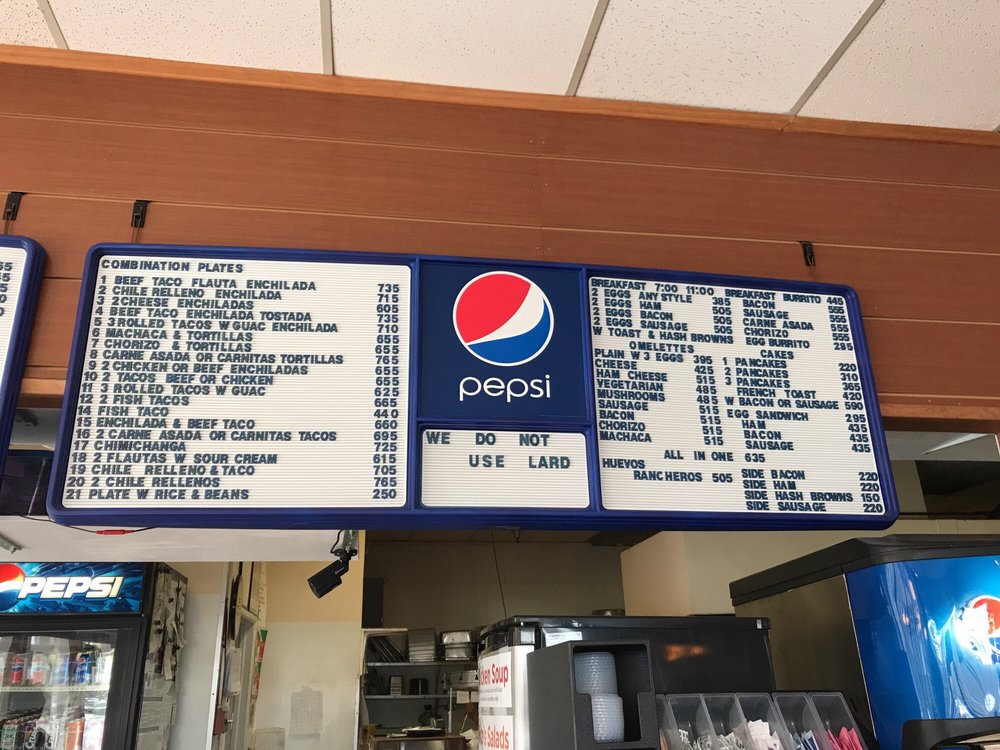 55
COMBINATION PLATES
1 BEEF TACO FLAUTA ENCHILADA 735
2 CHILE RELLENO ENCHILADA 715
3 2 CHEESE ENCHILADAS 605
4 BEEF TACO ENCHILADA TOSTADA 735
5 3 ROLLED TACOS W GUAC ENCHILADA 710
6 MACHACA & TORTILLAS 655
7 CHORIZO & TORTILLAS 655
8 CARNE ASADA OR CARNITAS TORTILLAS 765
9 2 CHICKEN OR BEEF ENCHILADAS 655
10 2 TACOS BEEF OR CHICKEN 655
11 3 ROLLED TACOS W GUAC 625
12 2 FISH TACOS 665
14 FISH TACO 440
15 ENCHILADA & BEEF TACO 660
16 2 CARNE ASADA OR CARNITAS TACOS 695
17 CHIMICHANGA 725
18 2 FLAUTAS W SOUR CREAM 615
19 CHILE RELLENO & TACO 705
20 2 CHILE RELLENOS 765
21 PLATE W RICE & BEANS 250
pepsi
WE DO NOT
USE LARD
BREAKFAST 7:00 11:00
2 EGGS ANY STYLE 385
2 EGGS HAM 505
2 EGGS BACON 505
2 EGGS SAUSAGE 505
W TOAST & HASH BROWNS
OMELETTES
PLAIN W 3 EGGS 395
CHEESE 425
HAM CHEESE 515
VEGETARIAN 515
MUSHROOMS 485
SAUSAGE 515
BACON 515
CHORIZO 515
MACHACA 515
BREAKFAST BURRITO 445
BACON 555
SAUSAGE 555
CARNE ASADA 555
CHORIZO 555
EGG BURRITO 285
CAKES
1 PANCAKES 220
2 PANCAKES 310
3 PANCAKES 365
FRENCH TOAST 420
W BACON OR SAUSAGE 590
EGG SANDWICH 295
HAM 435
BACON 435
SAUSAGE 435
ALL IN ONE 635
HUEVOS
RANCHEROS 505
SIDE BACON 220
SIDE HAM 220
SIDE HASH BROWNS 150
SIDE SAUSAGE 220
PEPSI
Soup
Salads